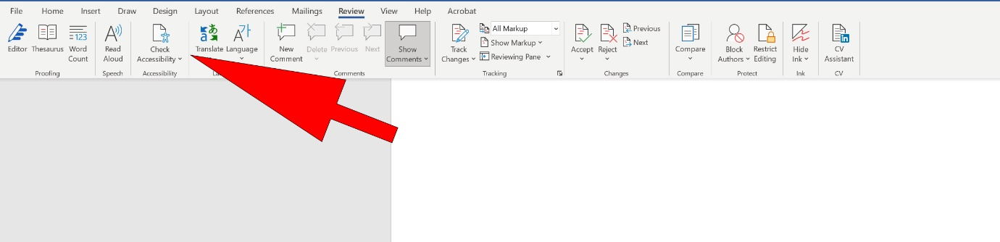 File Home Insert Draw Design Layout References Mailings Review View Help Acrobat
Editor Thesaurus Word Count
Read Aloud
Check Accessibility
Translate Language
New Comment Delete Previous Next Show Comments
Track Changes All Markup
Show Markup
Reviewing Pane
Accept Reject Previous
Next
Compare
Block Authors Restrict Editing
Hide Ink
CV Assistant
Proofing Speech Accessibility Comments Tracking Changes Compare Protect Ink CV